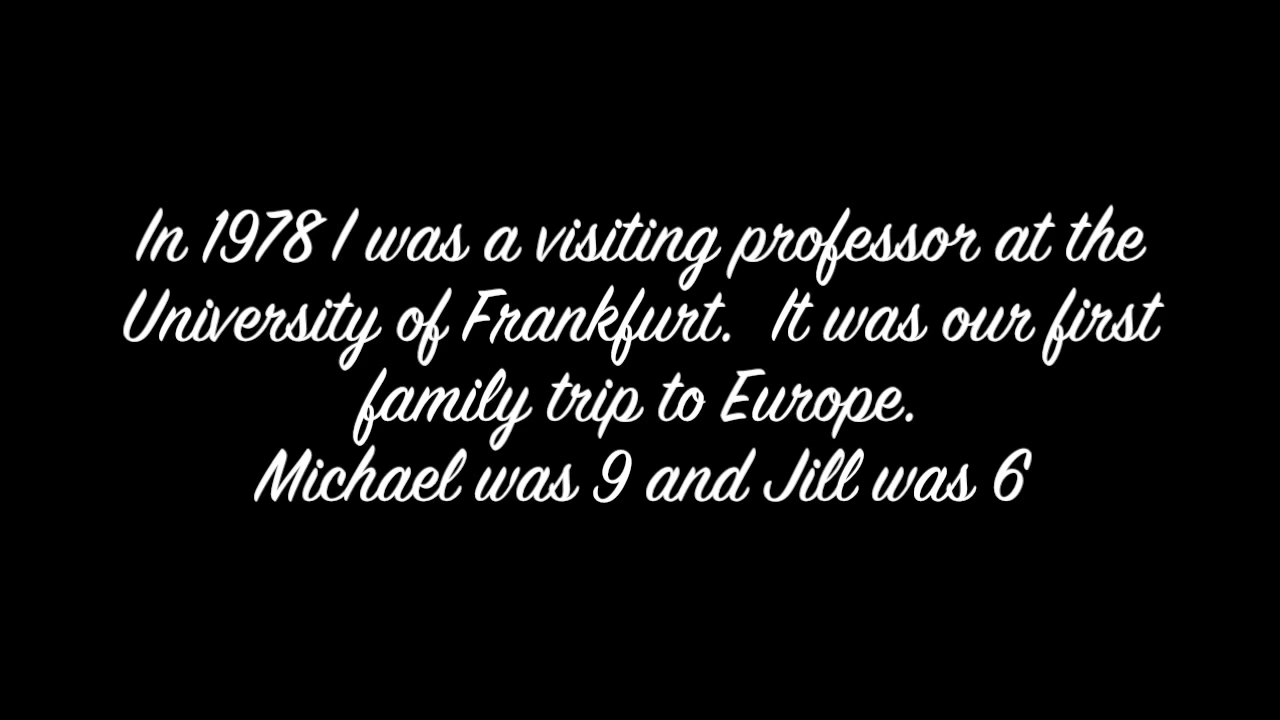 In 1978 I was a visiting professor at the
University of Frankfurt.  It was our first
family trip to Europe.
Michael was 9 and Jill was 6